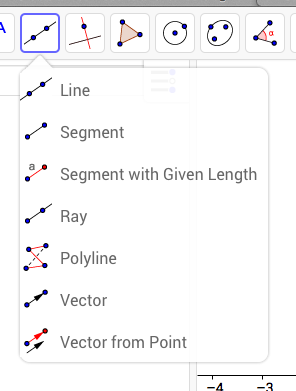 A
α
Line
Segment
a
Segment with Given Length
Ray
Polyline
Vector
Vector from Point
−4 −3